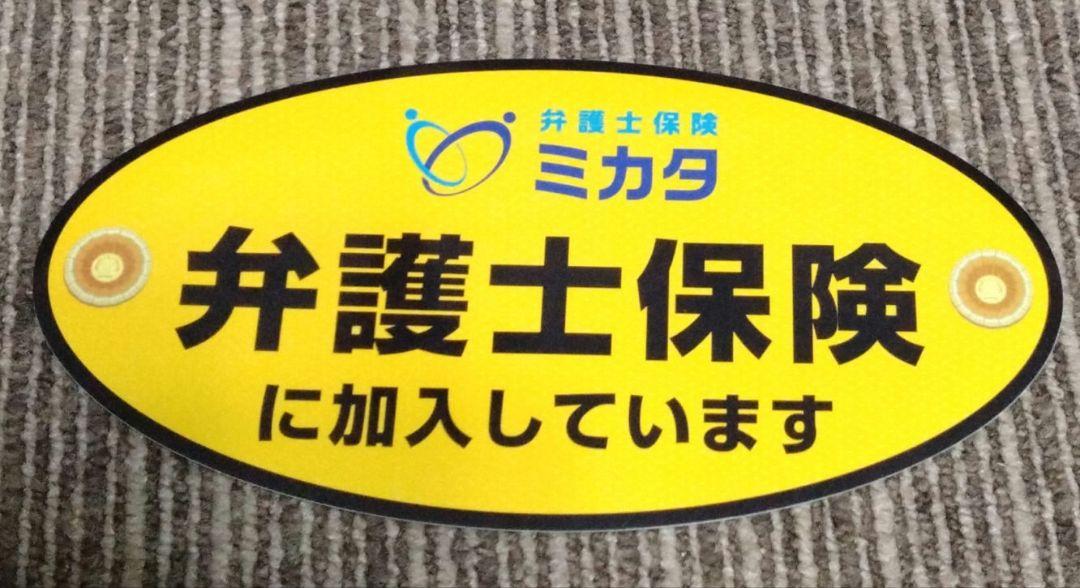 弁護士保険
ミカタ
弁護士保険
に加入しています